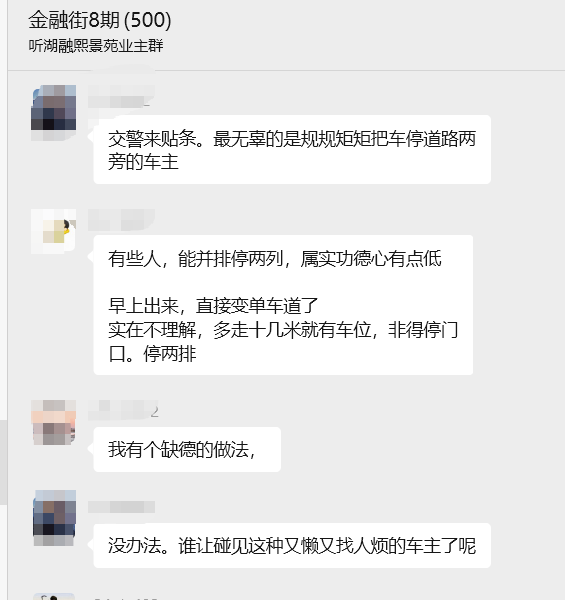 金融街8期 (500)
听湖融熙景苑业主群
交警来贴条。最无辜的是规规矩矩把车停道路两
旁的车主
有些人，能并排停两列，属实功德心有点低
早上出来，直接变单车道了
实在不理解，多走十几米就有车位，非得停门
口。停两排
2
我有个缺德的做法，
没办法。谁让碰见这种又懒又找人烦的车主了呢